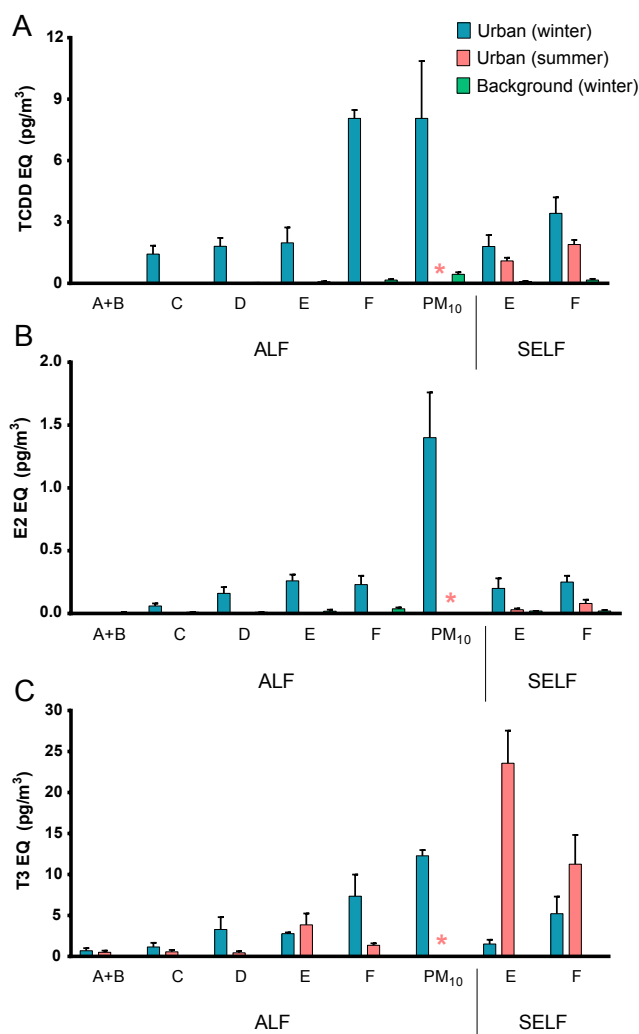 A
Urban (winter)
Urban (summer)
Background (winter)
TCDD EQ (pg/m³)
12
9
6
3
0
*
A+B C D E F PM₁₀ E F
ALF SELF
B
E2 EQ (pg/m³)
2.0
1.5
1.0
0.5
0.0
*
A+B C D E F PM₁₀ E F
ALF SELF
C
T3 EQ (pg/m³)
30
25
20
15
10
5
0
*
A+B C D E F PM₁₀ E F
ALF SELF